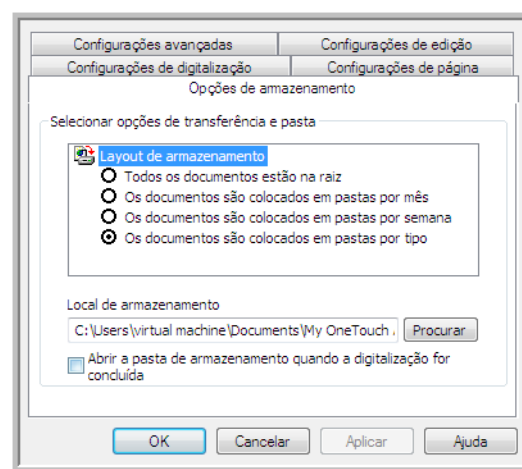 Configurações avançadas
Configurações de edição
Configurações de digitalização
Configurações de página
Opções de armazenamento
Selecionar opções de transferência e pasta
Layout de armazenamento
Todos os documentos estão na raiz
Os documentos são colocados em pastas por mês
Os documentos são colocados em pastas por semana
Os documentos são colocados em pastas por tipo
Local de armazenamento
C:\Users\virtual machine\Documents\My OneTouch
Procurar
Abrir a pasta de armazenamento quando a digitalização for
concluída
OK
Cancelar
Aplicar
Ajuda